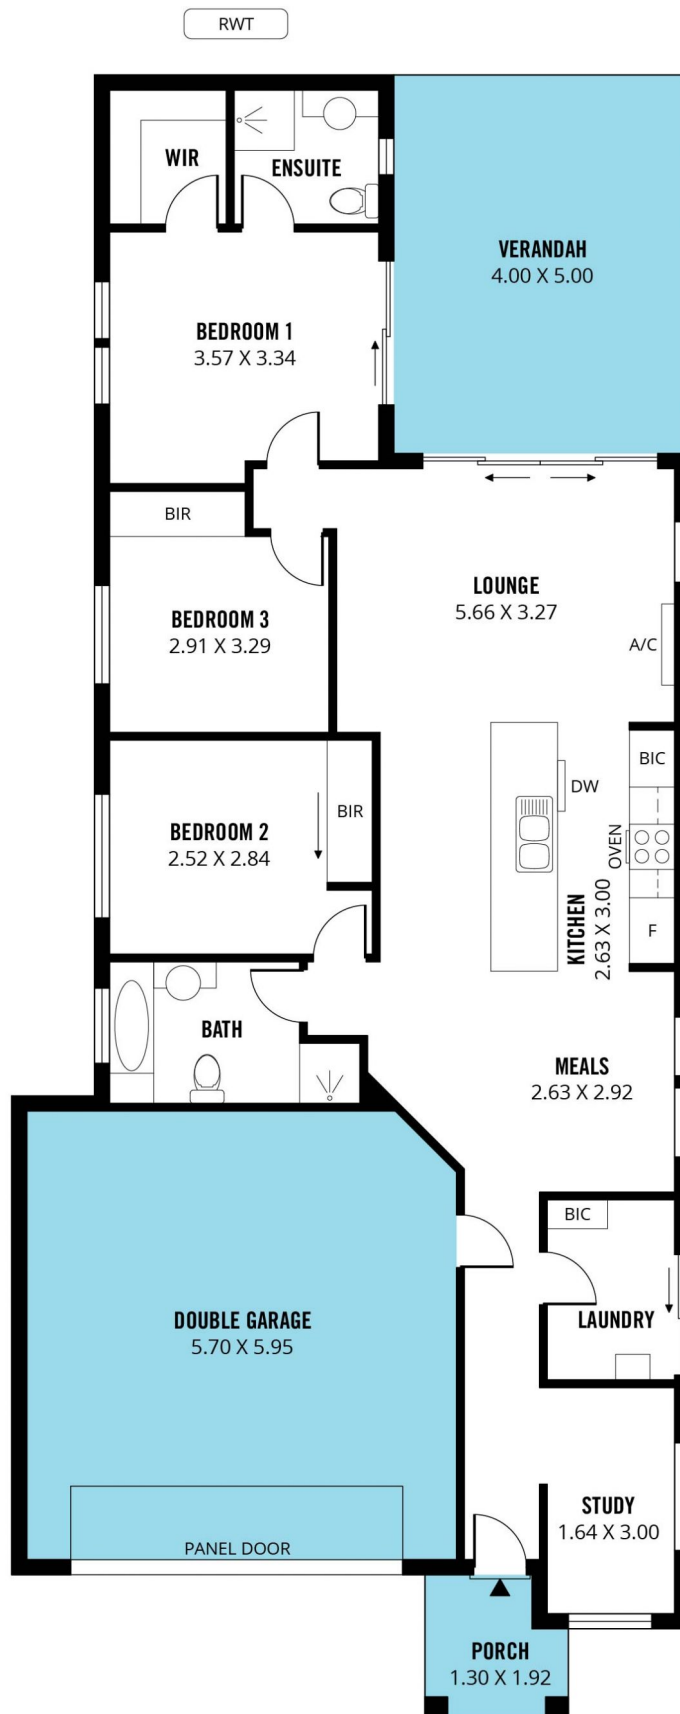 RWT
WIR
ENSUITE
VERANDAH
4.00 X 5.00
BEDROOM 1
3.57 X 3.34
BIR
LOUNGE
5.66 X 3.27
BEDROOM 3
2.91 X 3.29
A/C
BIC
DW
BIR
BEDROOM 2
2.52 X 2.84
OVEN
KITCHEN
2.63 X 3.00
F
BATH
MEALS
2.63 X 2.92
BIC
DOUBLE GARAGE
5.70 X 5.95
LAUNDRY
STUDY
1.64 X 3.00
PANEL DOOR
PORCH
1.30 X 1.92